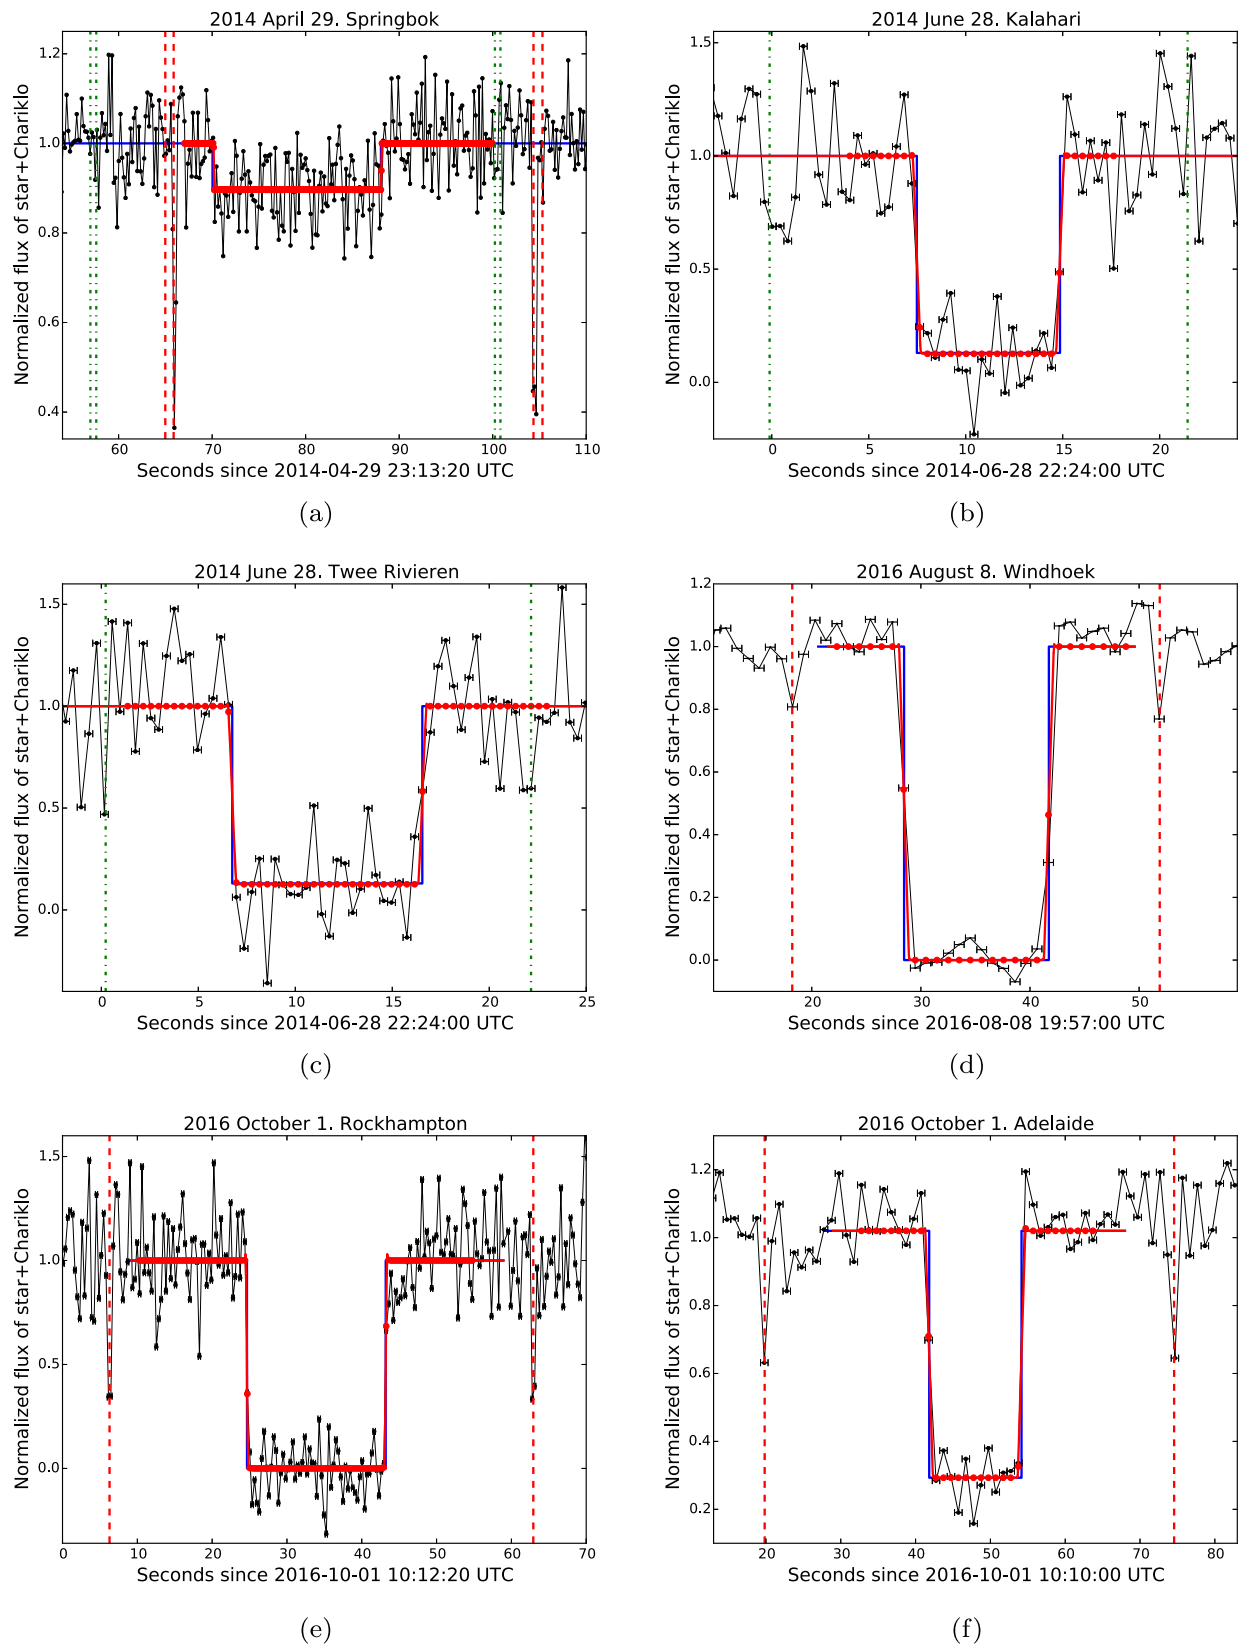 2014 April 29. Springbok
Normalized flux of star+Chariklo
1.2
1.0
0.8
0.6
0.4
60 70 80 90 100 110
Seconds since 2014-04-29 23:13:20 UTC
(a)
2014 June 28. Kalahari
Normalized flux of star+Chariklo
1.5
1.0
0.5
0.0
0 5 10 15 20
Seconds since 2014-06-28 22:24:00 UTC
(b)
2014 June 28. Twee Rivieren
Normalized flux of star+Chariklo
1.5
1.0
0.5
0.0
0 5 10 15 20 25
Seconds since 2014-06-28 22:24:00 UTC
(c)
2016 August 8. Windhoek
Normalized flux of star+Chariklo
1.2
1.0
0.8
0.6
0.4
0.2
0.0
20 30 40 50
Seconds since 2016-08-08 19:57:00 UTC
(d)
2016 October 1. Rockhampton
Normalized flux of star+Chariklo
1.5
1.0
0.5
0.0
0 10 20 30 40 50 60 70
Seconds since 2016-10-01 10:12:20 UTC
(e)
2016 October 1. Adelaide
Normalized flux of star+Chariklo
1.2
1.0
0.8
0.6
0.4
0.2
20 30 40 50 60 70 80
Seconds since 2016-10-01 10:10:00 UTC
(f)